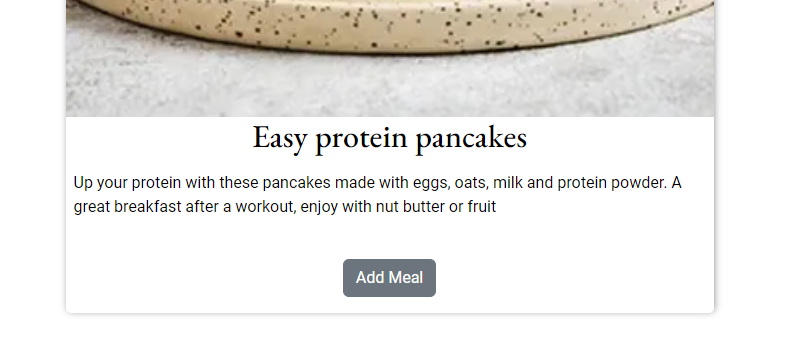 Easy protein pancakes
Up your protein with these pancakes made with eggs, oats, milk and protein powder. A
great breakfast after a workout, enjoy with nut butter or fruit
Add Meal